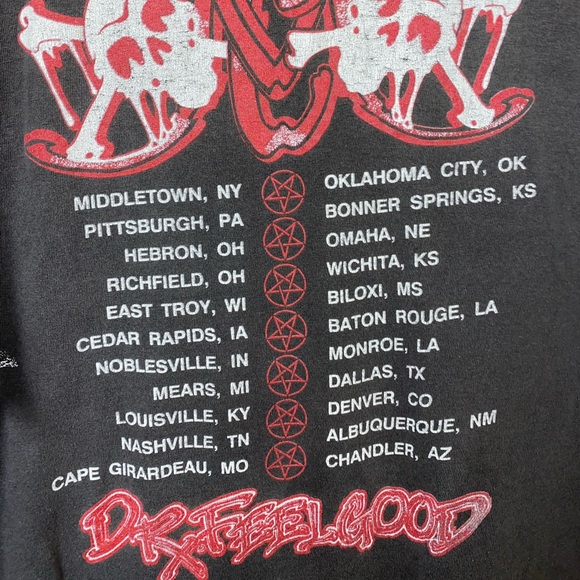 MIDDLETOWN, NY
PITTSBURGH, PA
HEBRON, OH
RICHFIELD, OH
EAST TROY, WI
CEDAR RAPIDS, IA
NOBLESVILLE, IN
MEARS, MI
LOUISVILLE, KY
NASHVILLE, TN
CAPE GIRARDEAU, MO
OKLAHOMA CITY, OK
BONNER SPRINGS, KS
OMAHA, NE
WICHITA, KS
BILOXI, MS
BATON ROUGE, LA
MONROE, LA
DALLAS, TX
DENVER, CO
ALBUQUERQUE, NM
CHANDLER, AZ
DR. FEELGOOD